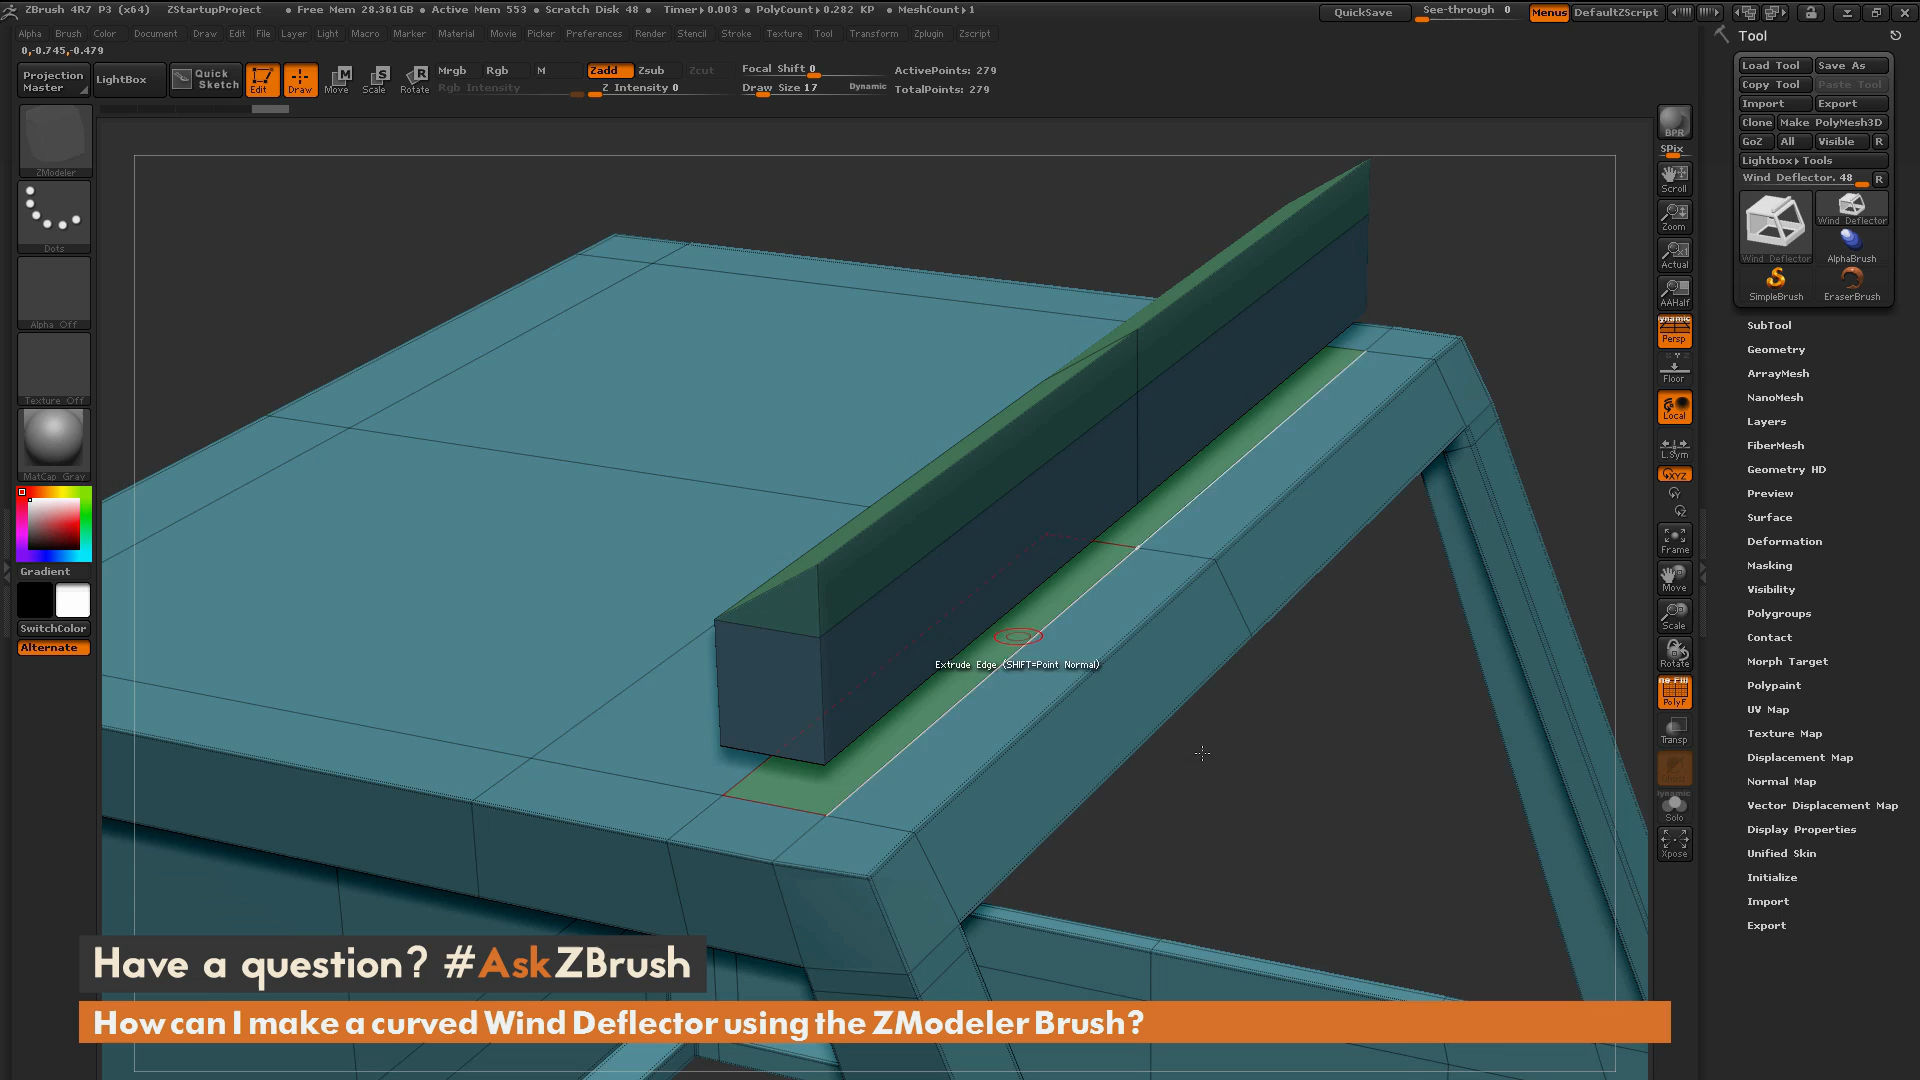 ZBrush 4R7 P3 (x64) ZStartupProject • Free Mem 28.361GB • Active Mem 553 • Scratch Disk 48 • Timer▸0.003 • PolyCount▸0.282 KP • MeshCount▸1 QuickSave See-through 0 Menus DefaultZScript
Alpha Brush Color Document Draw Edit File Layer Light Macro Marker Material Movie Picker Preferences Render Stencil Stroke Texture Tool Transform Zplugin Zscript
0,-0.745,-0.479
Projection Master LightBox Quick Sketch Edit Draw Move Scale Rotate
Mrgb Rgb M Zadd Zsub Zcut Focal Shift 0 ActivePoints: 279
Rgb Intensity Z Intensity 0 Draw Size 17 Dynamic TotalPoints: 279
ZModeler
Dots
Alpha Off
Texture Off
MatCap Gray
Gradient
SwitchColor
Alternate
Extrude Edge (SHIFT=Point Normal)
Have a question? #AskZBrush
How can I make a curved Wind Deflector using the ZModeler Brush?
BPR
SPix
Scroll
Zoom
Actual
AAHalf
Persp
Floor
Local
L.Sym
XYZ
Frame
Move
Scale
Rotate
PolyF
Transp
Dynamic
Solo
Xpose
Tool
Load Tool Save As
Copy Tool Paste Tool
Import Export
Clone Make PolyMesh3D
GoZ All Visible R
Lightbox▸Tools
Wind Deflector. 48 R
Wind Deflector
Wind Deflector AlphaBrush
SimpleBrush EraserBrush
SubTool
Geometry
ArrayMesh
NanoMesh
Layers
FiberMesh
Geometry HD
Preview
Surface
Deformation
Masking
Visibility
Polygroups
Contact
Morph Target
Polypaint
UV Map
Texture Map
Displacement Map
Normal Map
Vector Displacement Map
Display Properties
Unified Skin
Initialize
Import
Export